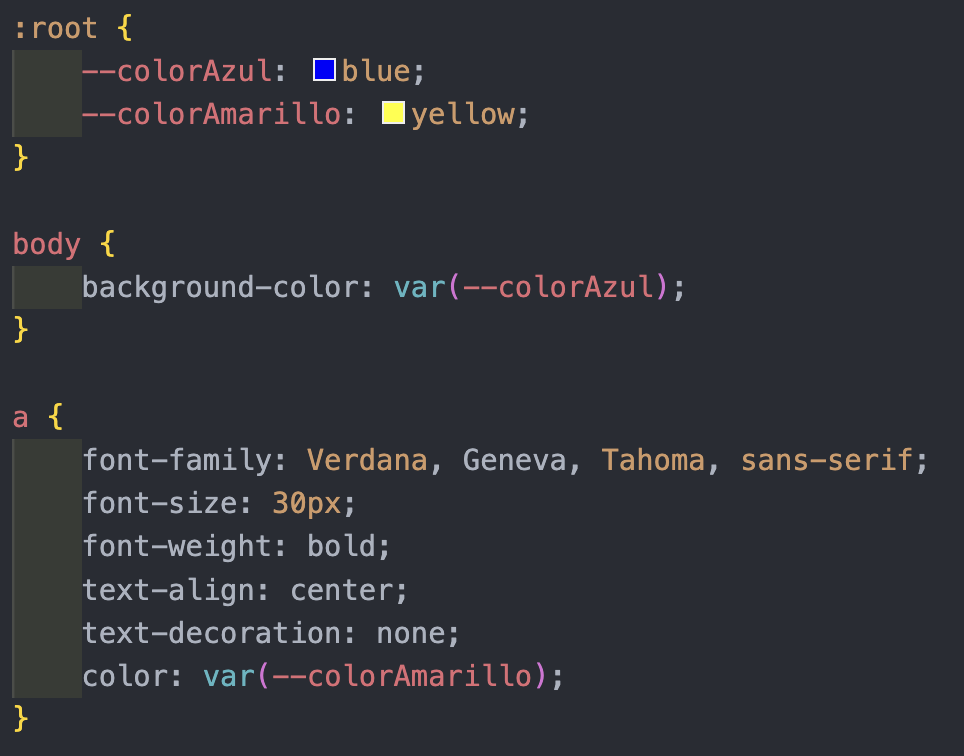 :root {
    --colorAzul: blue;
    --colorAmarillo: yellow;
}

body {
    background-color: var(--colorAzul);
}

a {
    font-family: Verdana, Geneva, Tahoma, sans-serif;
    font-size: 30px;
    font-weight: bold;
    text-align: center;
    text-decoration: none;
    color: var(--colorAmarillo);
}